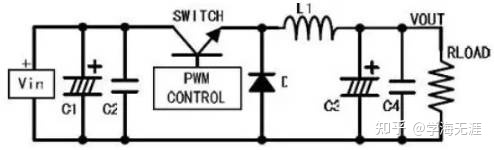 SWITCH
L1
VOUT
RLOAD
+
Vin
+
C1
C2
PWM
CONTROL
+
C3
C4
知乎 @学海无涯